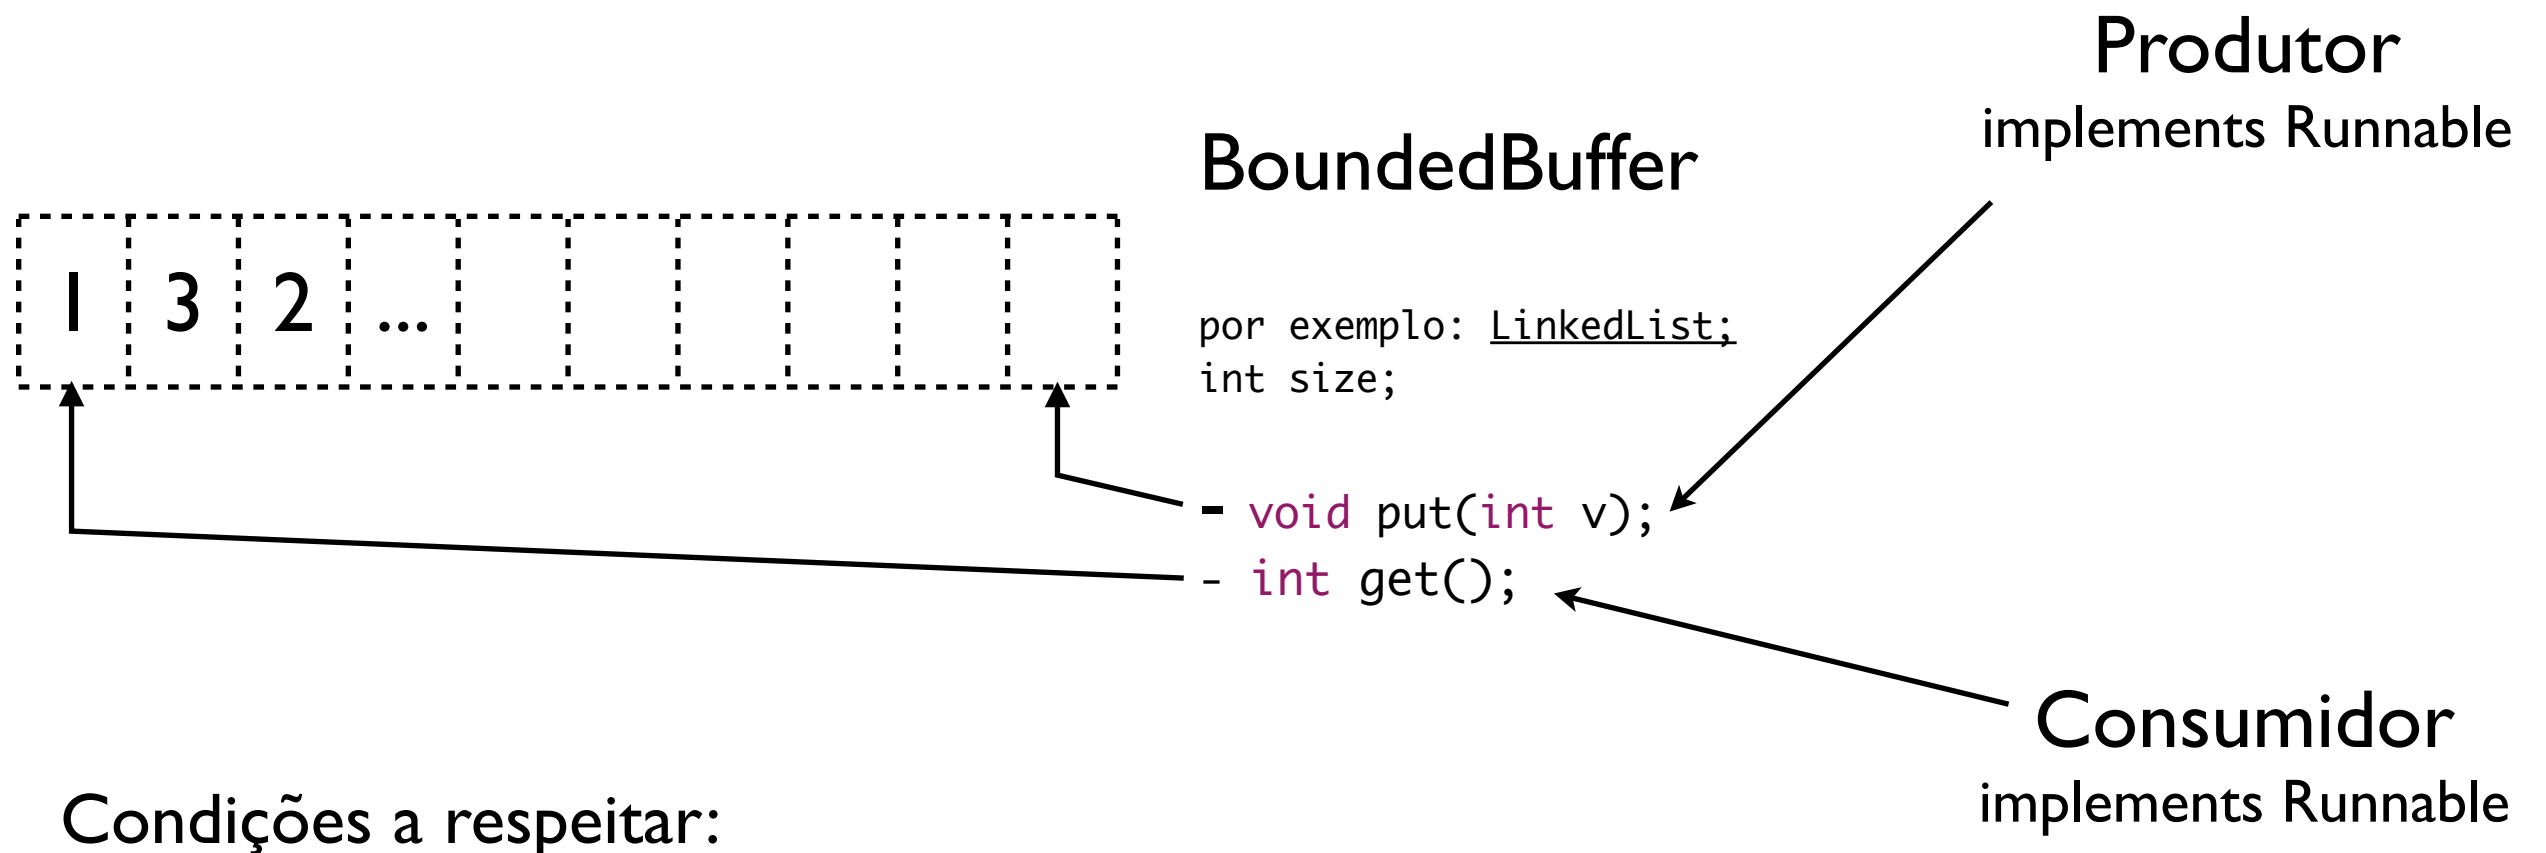 Produtor
implements Runnable
BoundedBuffer
1 3 2 ...
por exemplo: LinkedList;
int size;
- void put(int v);
- int get();
Consumidor
implements Runnable
Condições a respeitar: